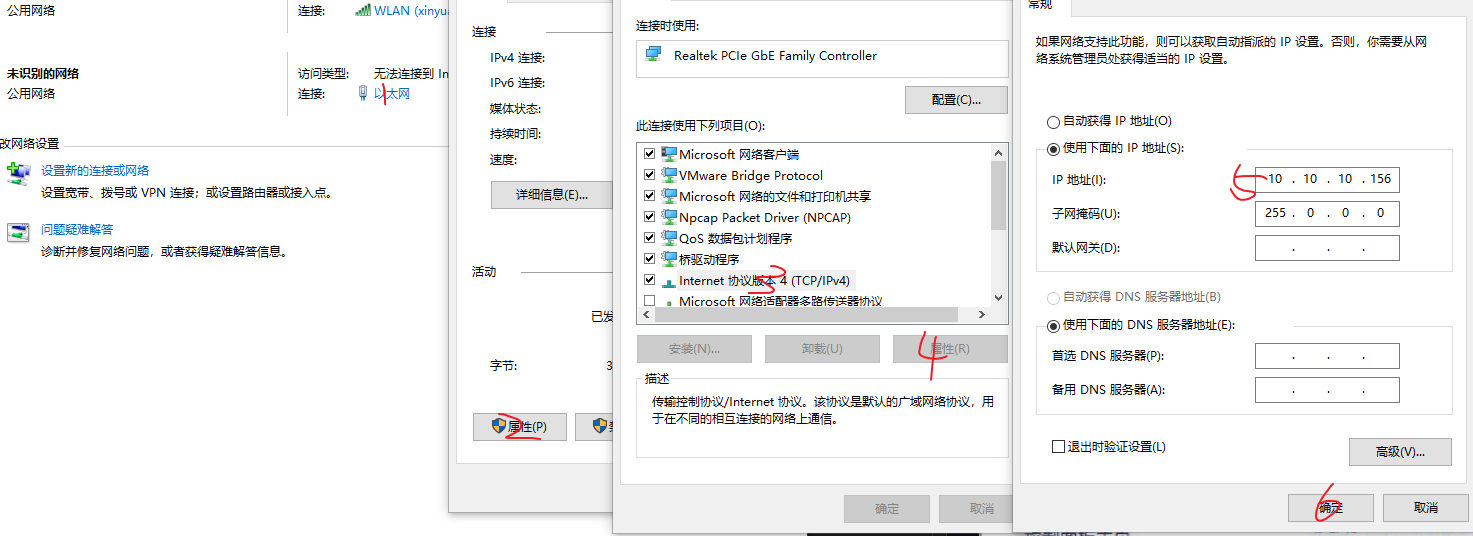 公用网络
连接:
WLAN (xinyu
未识别的网络
公用网络
访问类型: 无法连接到 In
连接: 以太网
1
改网络设置
设置新的连接或网络
设置宽带、拨号或 VPN 连接；或设置路由器或接入点。
问题疑难解答
诊断并修复网络问题，或者获得疑难解答信息。
连接
IPv4 连接:
IPv6 连接:
媒体状态:
持续时间:
速度:
详细信息(E)...
活动
已发
字节: 3
属性(P)
2
连接时使用:
Realtek PCIe GbE Family Controller
配置(C)...
此连接使用下列项目(O):
Microsoft 网络客户端
VMware Bridge Protocol
Microsoft 网络的文件和打印机共享
Npcap Packet Driver (NPCAP)
QoS 数据包计划程序
桥驱动程序
Internet 协议版本 4 (TCP/IPv4)
3
Microsoft 网络适配器多路传送器协议
安装(N)... 卸载(U) 属性(R)
4
描述
传输控制协议/Internet 协议。该协议是默认的广域网络协议，用
于在不同的相互连接的网络上通信。
确定 取消
常规
如果网络支持此功能，则可以获取自动指派的 IP 设置。否则，你需要从网
络系统管理员处获得适当的 IP 设置。
自动获得 IP 地址(O)
使用下面的 IP 地址(S):
IP 地址(I): 10 . 10 . 10 . 156
5
子网掩码(U): 255 . 0 . 0 . 0
默认网关(D): . . .
自动获得 DNS 服务器地址(B)
使用下面的 DNS 服务器地址(E):
首选 DNS 服务器(P): . . .
备用 DNS 服务器(A): . . .
退出时验证设置(L)
高级(V)...
确定 取消
6